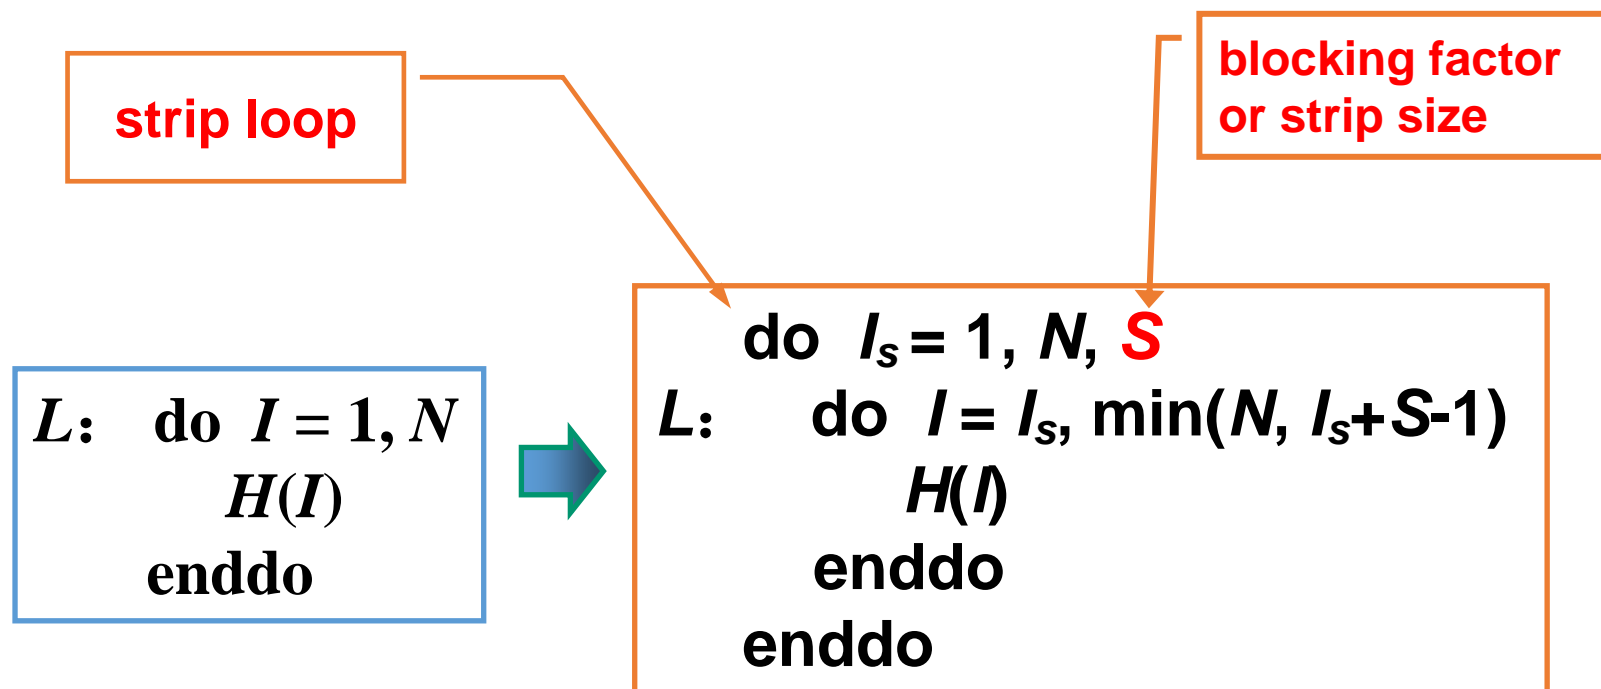 strip loop
blocking factor
or strip size
L： do I = 1, N
H(I)
enddo
do Is = 1, N, S
L： do I = Is, min(N, Is+S-1)
H(I)
enddo
enddo